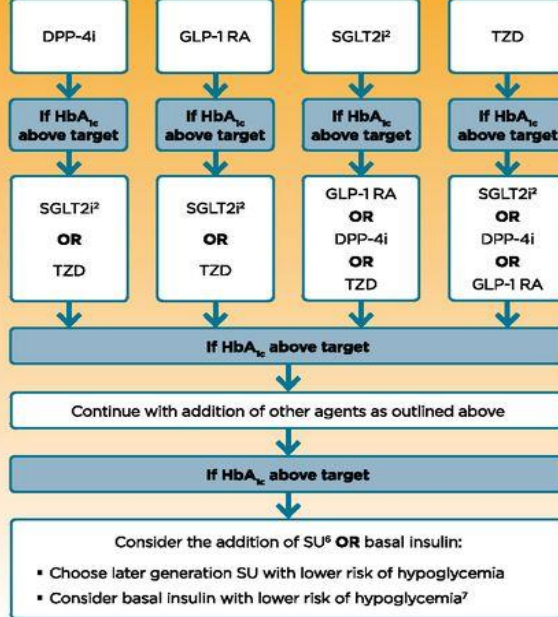 DPP-4i
GLP-1 RA
SGLT2i²
TZD
If HbA₁c
above target
If HbA₁c
above target
If HbA₁c
above target
If HbA₁c
above target
SGLT2i²
OR
TZD
SGLT2i²
OR
TZD
GLP-1 RA
OR
DPP-4i
OR
TZD
SGLT2i²
OR
DPP-4i
OR
GLP-1 RA
If HbA₁c above target
Continue with addition of other agents as outlined above
If HbA₁c above target
Consider the addition of SU⁶ OR basal insulin:
▪ Choose later generation SU with lower risk of hypoglycemia
▪ Consider basal insulin with lower risk of hypoglycemia⁷